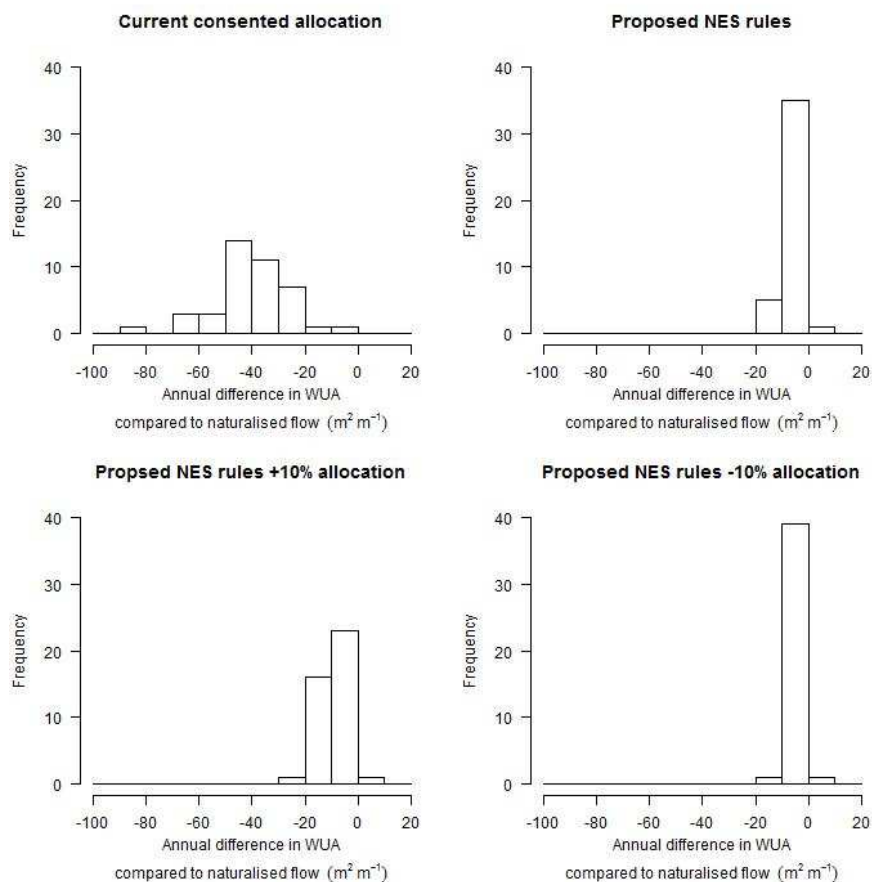 Current consented allocation
40
30
20
10
0
Frequency
-100 -80 -60 -40 -20 0 20
Annual difference in WUA
compared to naturalised flow (m² m⁻¹)
Proposed NES rules
40
30
20
10
0
Frequency
-100 -80 -60 -40 -20 0 20
Annual difference in WUA
compared to naturalised flow (m² m⁻¹)
Propsed NES rules +10% allocation
40
30
20
10
0
Frequency
-100 -80 -60 -40 -20 0 20
Annual difference in WUA
compared to naturalised flow (m² m⁻¹)
Proposed NES rules -10% allocation
40
30
20
10
0
Frequency
-100 -80 -60 -40 -20 0 20
Annual difference in WUA
compared to naturalised flow (m² m⁻¹)